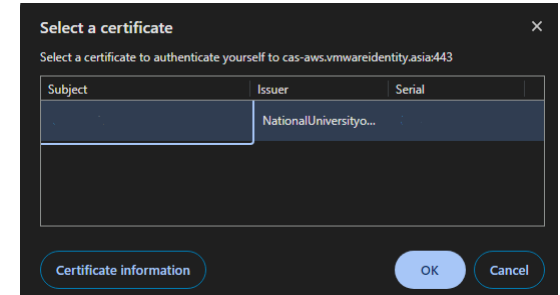 Select a certificate
Select a certificate to authenticate yourself to cas-aws.vmwareidentity.asia:443
Subject Issuer Serial
NationalUniversityo...
Certificate information OK Cancel